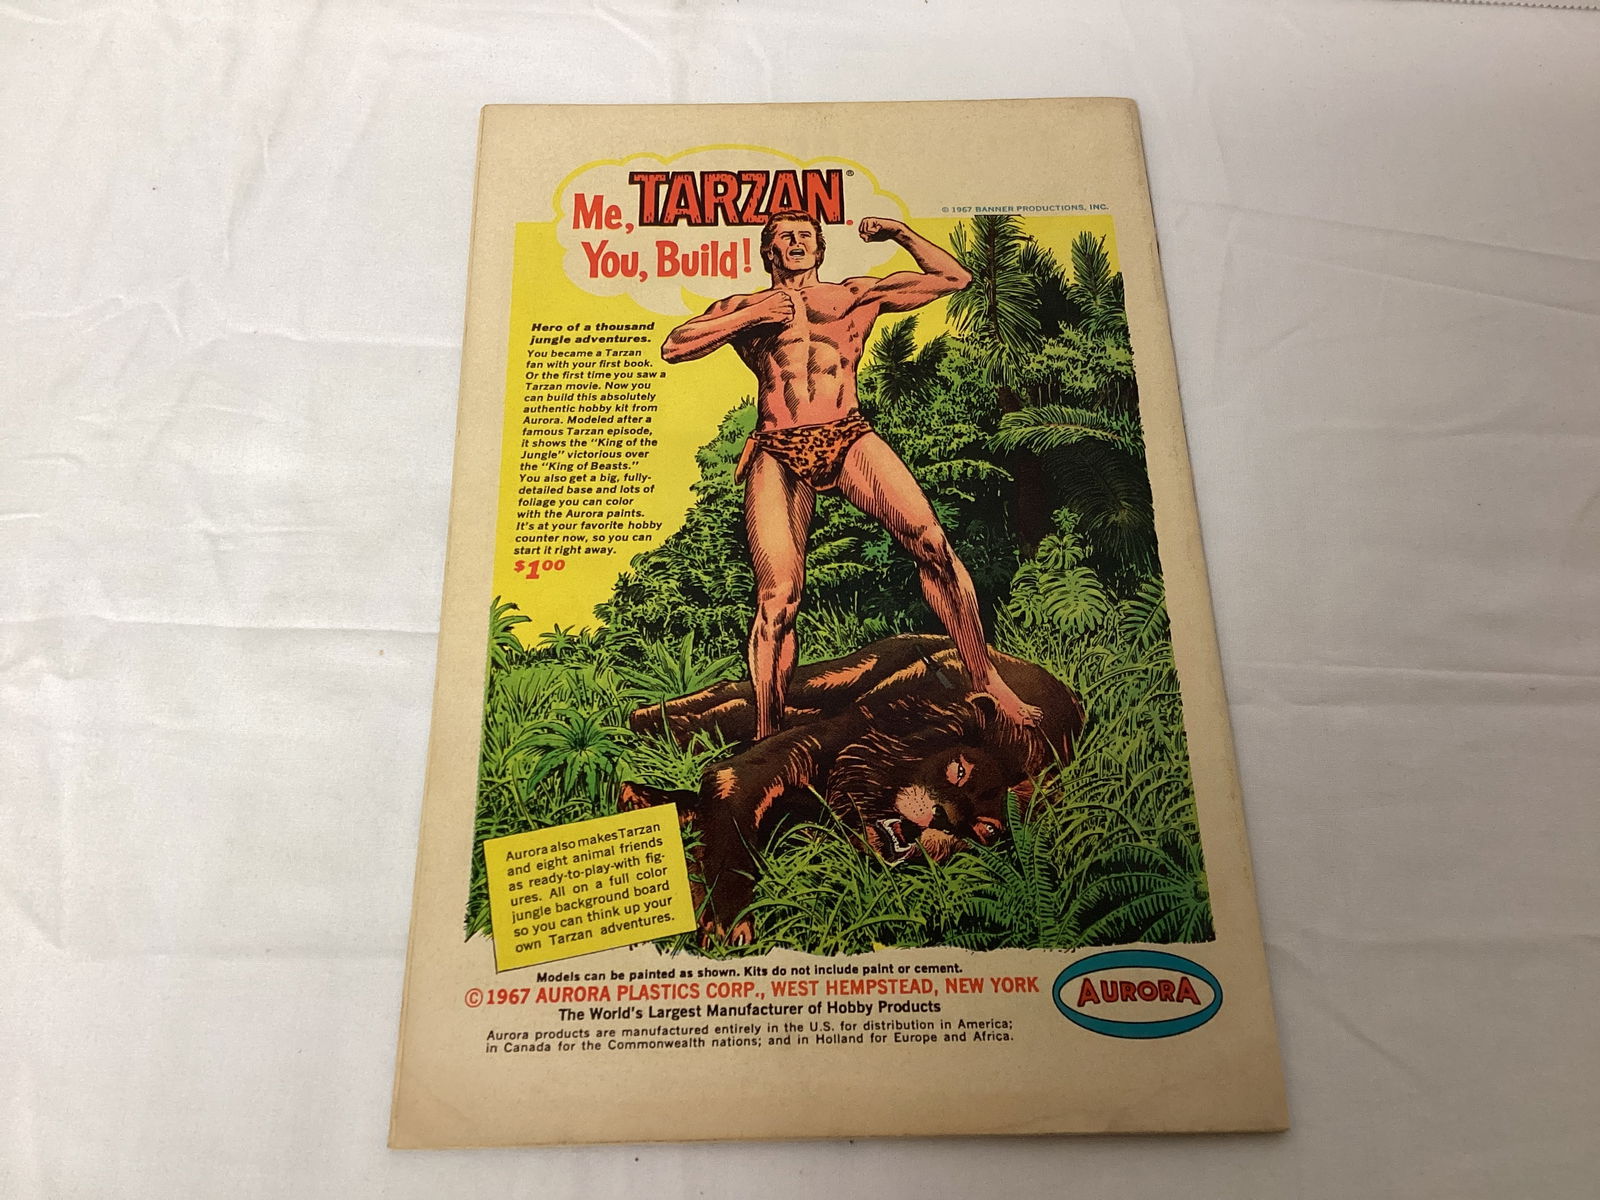 Me, TARZAN®.
You, Build!
© 1967 BANNER PRODUCTIONS, INC.
Hero of a thousand
jungle adventures.
You became a Tarzan
fan with your first book.
Or the first time you saw a
Tarzan movie. Now you
can build this absolutely
authentic hobby kit from
Aurora. Modeled after a
famous Tarzan episode,
it shows the "King of the
Jungle" victorious over
the "King of Beasts."
You also get a big, fully-
detailed base and lots of
foliage you can color
with the Aurora paints.
It's at your favorite hobby
counter now, so you can
start it right away.
$1.00
Aurora also makes Tarzan
and eight animal friends
as ready-to-play-with fig-
ures. All on a full color
jungle background board
so you can think up your
own Tarzan adventures.
Models can be painted as shown. Kits do not include paint or cement.
© 1967 AURORA PLASTICS CORP., WEST HEMPSTEAD, NEW YORK
The World's Largest Manufacturer of Hobby Products
Aurora products are manufactured entirely in the U.S. for distribution in America;
in Canada for the Commonwealth nations; and in Holland for Europe and Africa.
AURORA